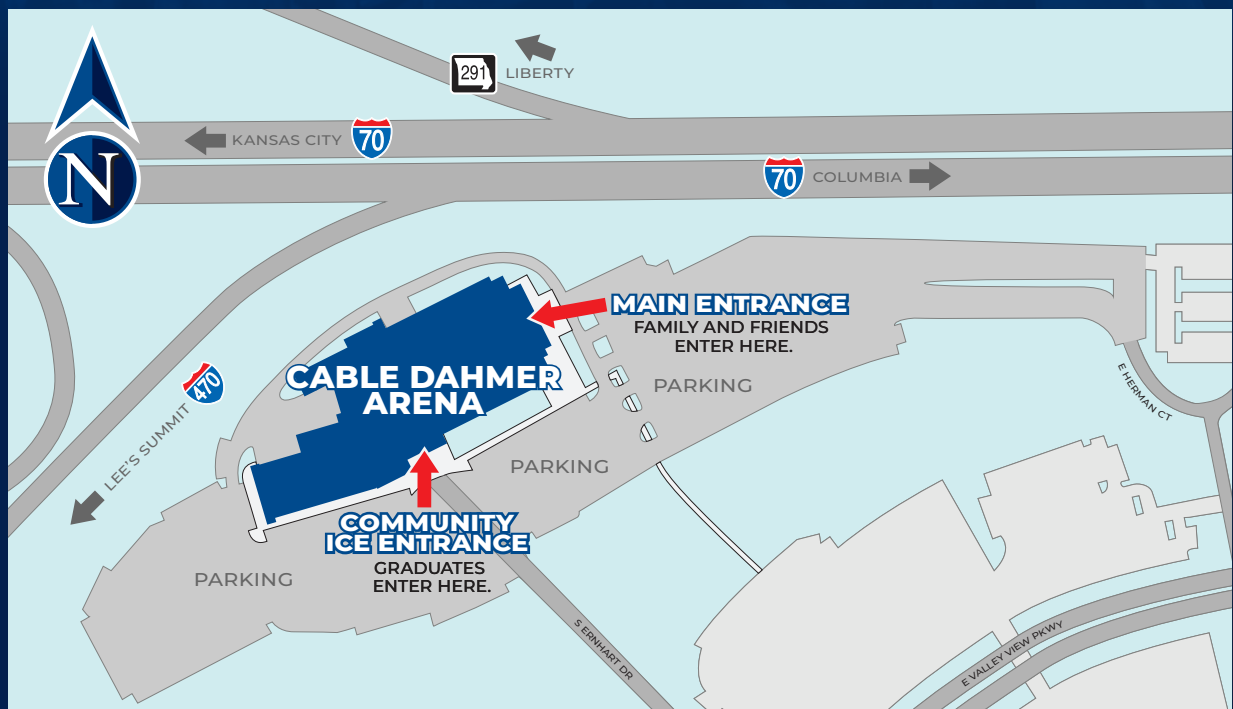 291
LIBERTY
KANSAS CITY
70
N
70
COLUMBIA
MAIN ENTRANCE
FAMILY AND FRIENDS
ENTER HERE.
CABLE DAHMER
ARENA
470
LEE'S SUMMIT
PARKING
E HERMAN CT
PARKING
COMMUNITY
ICE ENTRANCE
GRADUATES
ENTER HERE.
PARKING
S ERNHART DR
E VALLEY VIEW PKWY